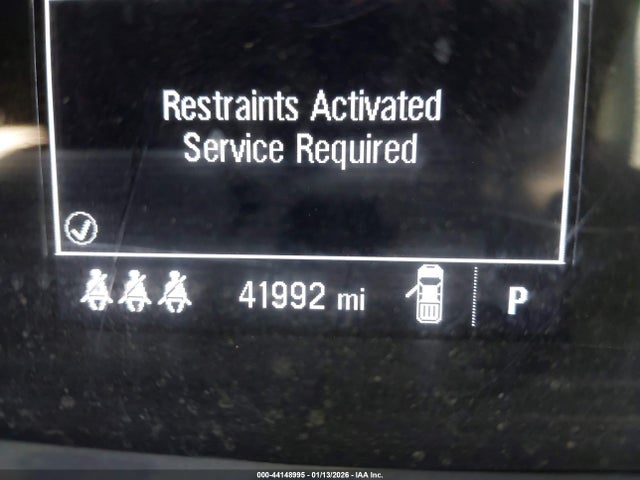 Restraints Activated
Service Required
41992 mi
P
000-44148995 - 01/13/2026 - IAA Inc.